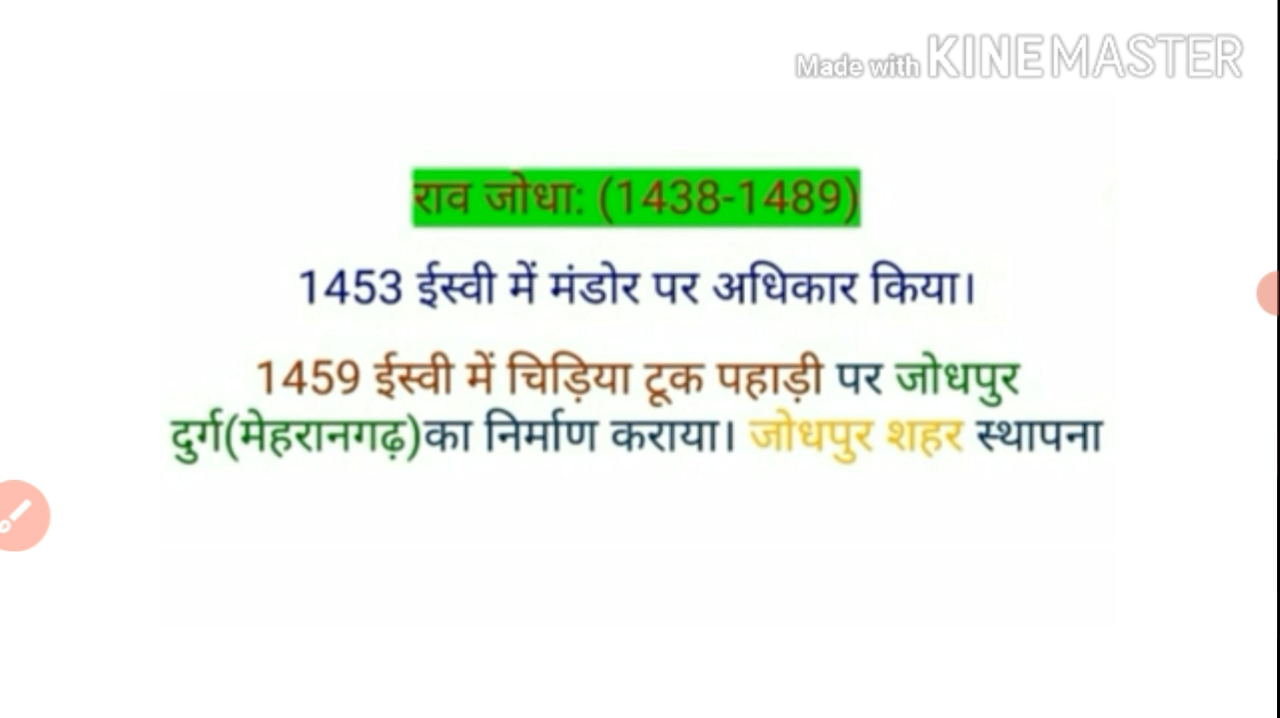 Made with KINEMASTER
राव जोधा: (1438-1489)
1453 ईस्वी में मंडोर पर अधिकार किया।
1459 ईस्वी में चिड़िया टूक पहाड़ी पर जोधपुर
दुर्ग(मेहरानगढ़)का निर्माण कराया। जोधपुर शहर स्थापना